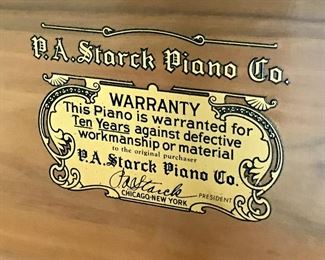 P.A. Starck Piano Co.
WARRANTY
This Piano is warranted for
Ten Years against defective
workmanship or material
to the original purchaser
P.A. Starck Piano Co.
P.A. Starck
PRESIDENT
CHICAGO-NEW YORK